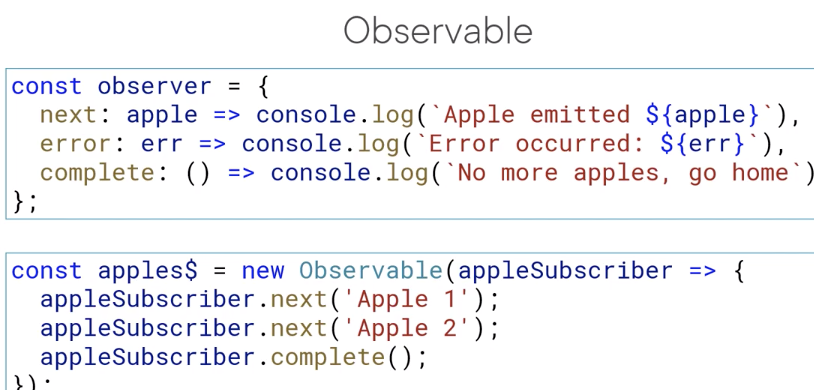 Observable
const observer = {
  next: apple => console.log(`Apple emitted ${apple}`),
  error: err => console.log(`Error occurred: ${err}`),
  complete: () => console.log(`No more apples, go home`)
};
const apples$ = new Observable(appleSubscriber => {
  appleSubscriber.next('Apple 1');
  appleSubscriber.next('Apple 2');
  appleSubscriber.complete();
});